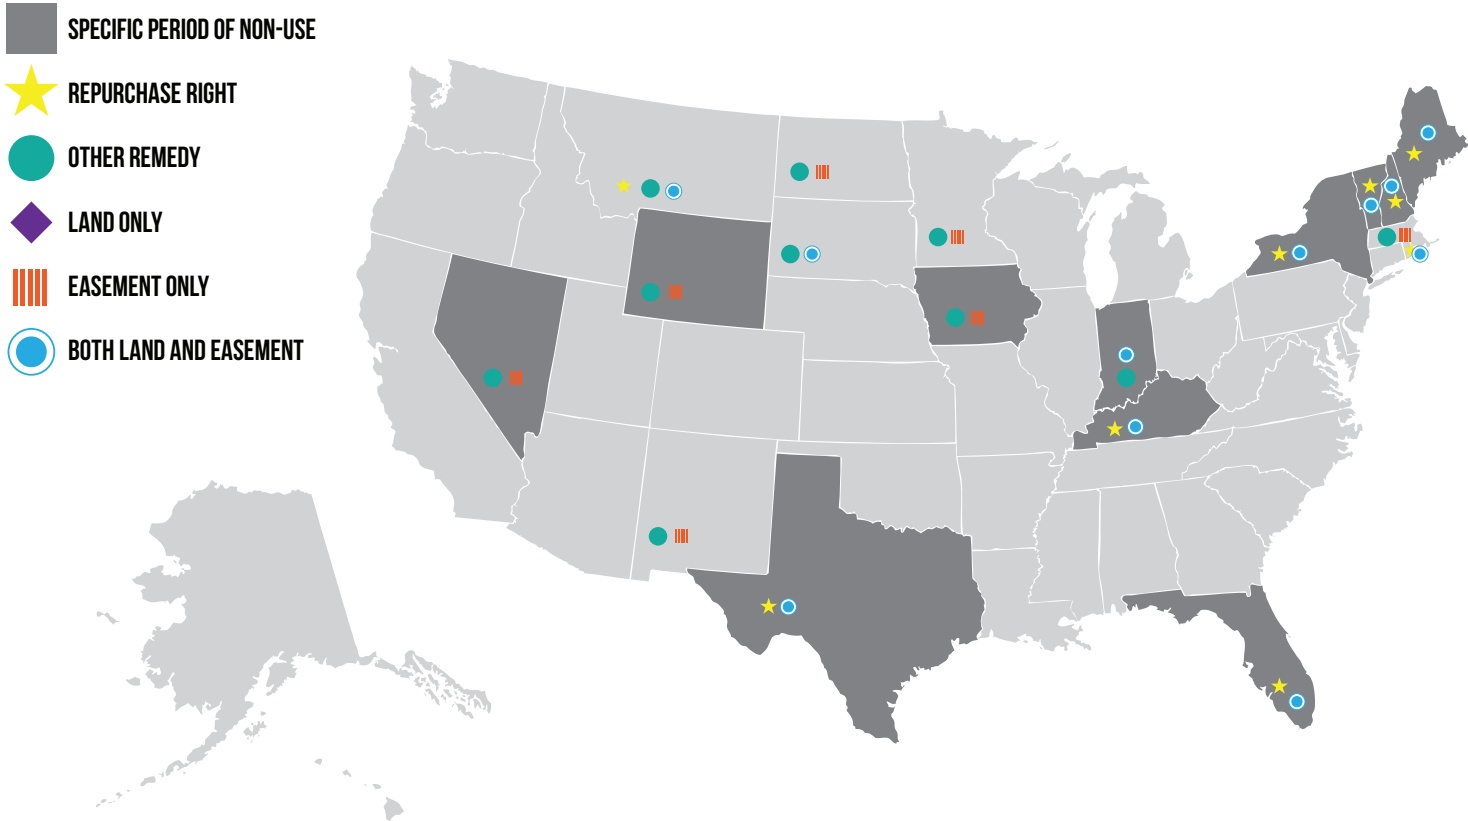 SPECIFIC PERIOD OF NON-USE
REPURCHASE RIGHT
OTHER REMEDY
LAND ONLY
EASEMENT ONLY
BOTH LAND AND EASEMENT